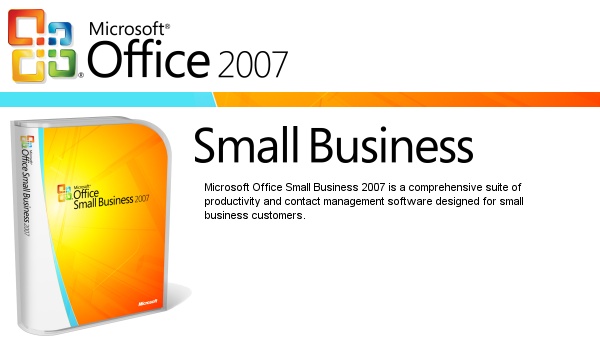 Microsoft®
Office 2007
Small Business
Microsoft Office Small Business 2007 is a comprehensive suite of
productivity and contact management software designed for small
business customers.
Microsoft®
Office
Small Business 2007
Microsoft
Office Small Business 2007
Microsoft